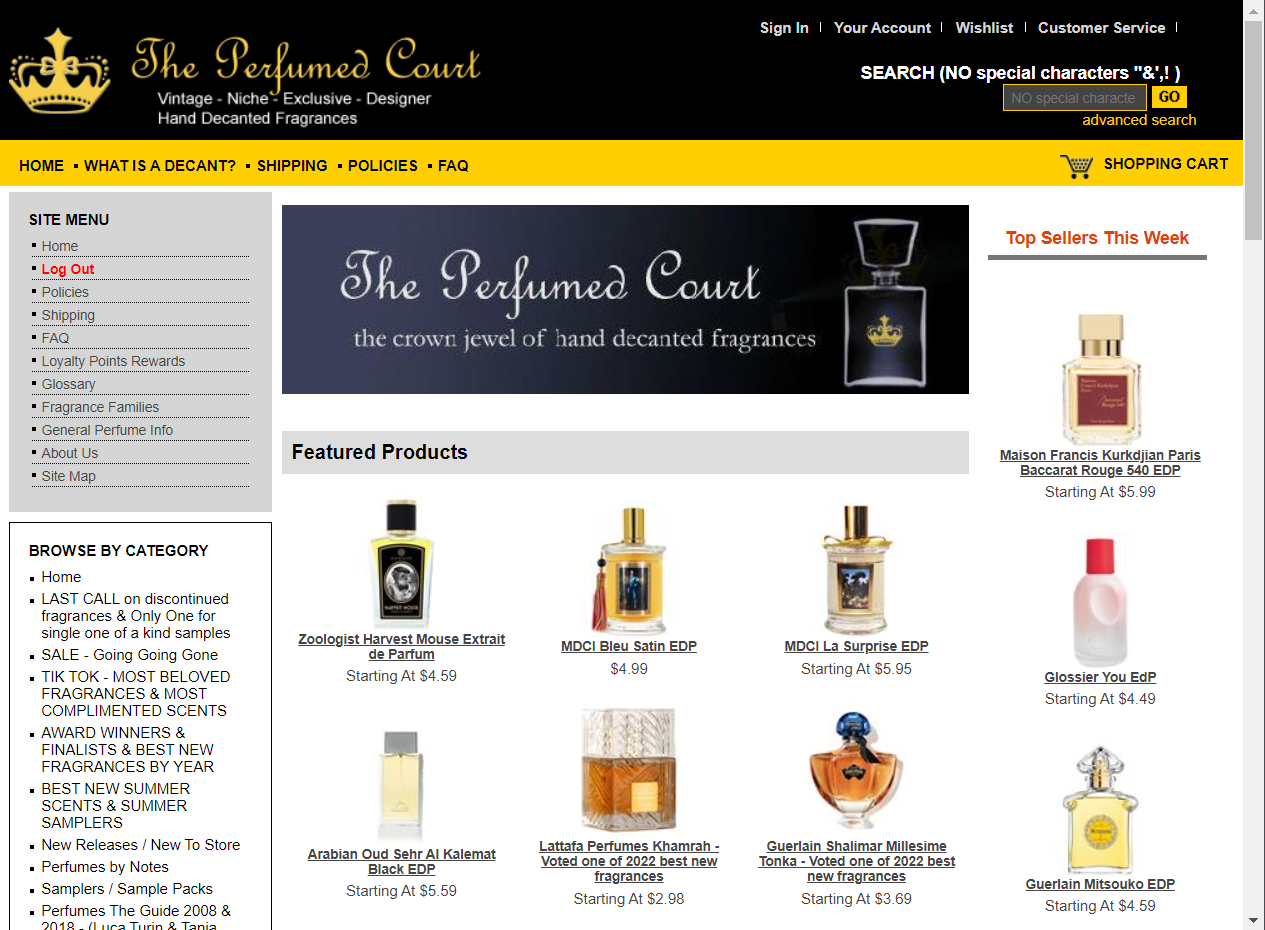 Sign In
Your Account
Wishlist
Customer Service
The Perfumed Court
Vintage - Niche - Exclusive - Designer
Hand Decanted Fragrances
SEARCH (NO special characters "&',! )
NO special characte
GO
advanced search
HOME ▪ WHAT IS A DECANT? ▪ SHIPPING ▪ POLICIES ▪ FAQ
SHOPPING CART
SITE MENU
Home
Log Out
Policies
Shipping
FAQ
Loyalty Points Rewards
Glossary
Fragrance Families
General Perfume Info
About Us
Site Map
BROWSE BY CATEGORY
Home
LAST CALL on discontinued
fragrances & Only One for
single one of a kind samples
SALE - Going Going Gone
TIK TOK - MOST BELOVED
FRAGRANCES & MOST
COMPLIMENTED SCENTS
AWARD WINNERS &
FINALISTS & BEST NEW
FRAGRANCES BY YEAR
BEST NEW SUMMER
SCENTS & SUMMER
SAMPLERS
New Releases / New To Store
Perfumes by Notes
Samplers / Sample Packs
Perfumes The Guide 2008 &
2018 - (Luca Turin & Tania
The Perfumed Court
the crown jewel of hand decanted fragrances
Featured Products
Zoologist Harvest Mouse Extrait
de Parfum
Starting At $4.59
MDCI Bleu Satin EDP
$4.99
MDCI La Surprise EDP
Starting At $5.95
Arabian Oud Sehr Al Kalemat
Black EDP
Starting At $5.59
Lattafa Perfumes Khamrah -
Voted one of 2022 best new
fragrances
Starting At $2.98
Guerlain Shalimar Millesime
Tonka - Voted one of 2022 best
new fragrances
Starting At $3.69
Top Sellers This Week
Maison Francis Kurkdjian Paris
Baccarat Rouge 540 EDP
Starting At $5.99
Glossier You EdP
Starting At $4.49
Guerlain Mitsouko EDP
Starting At $4.59